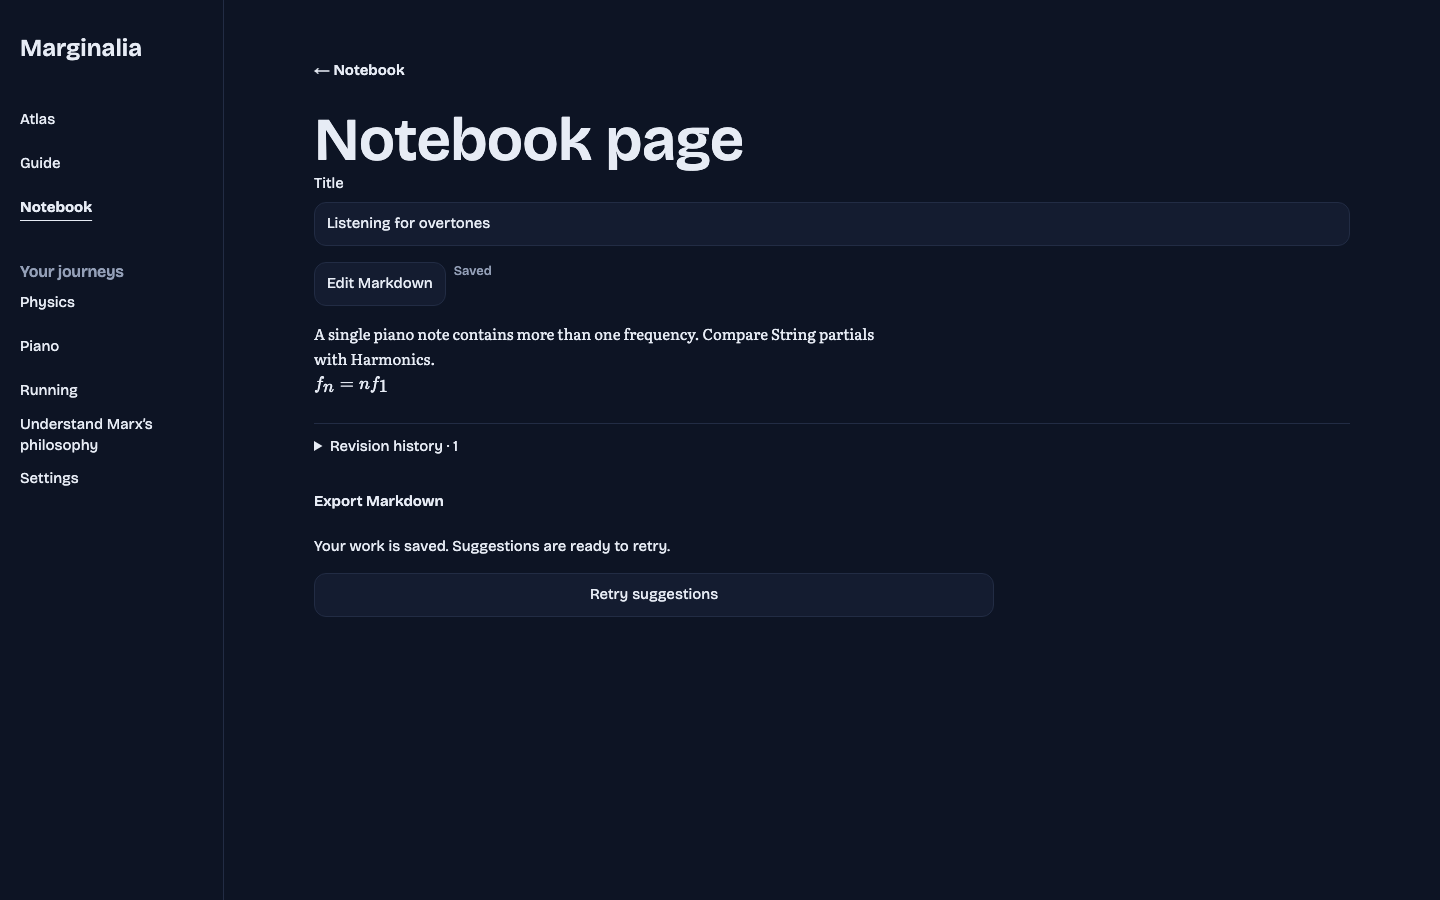 Marginalia
Atlas
Guide
Notebook
Your journeys
Physics
Piano
Running
Understand Marx's
philosophy
Settings
← Notebook
Notebook page
Title
Listening for overtones
Edit Markdown
Saved
A single piano note contains more than one frequency. Compare String partials
with Harmonics.
fₙ = nf₁
▶ Revision history · 1
Export Markdown
Your work is saved. Suggestions are ready to retry.
Retry suggestions